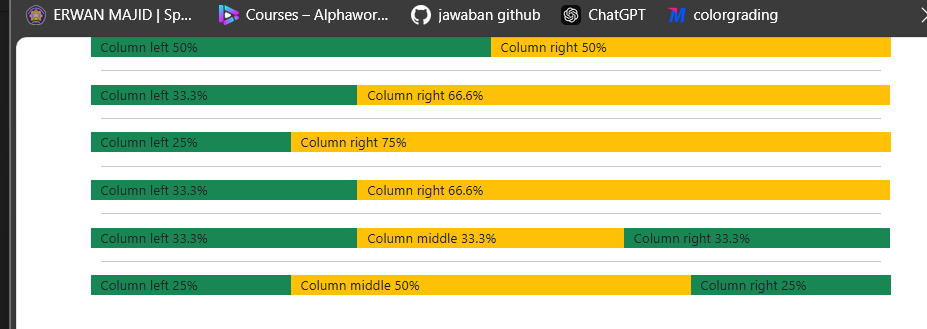 ERWAN MAJID | Sp... Courses – Alphawor... jawaban github ChatGPT colorgrading
Column left 50% Column right 50%
Column left 33.3% Column right 66.6%
Column left 25% Column right 75%
Column left 33.3% Column right 66.6%
Column left 33.3% Column middle 33.3% Column right 33.3%
Column left 25% Column middle 50% Column right 25%